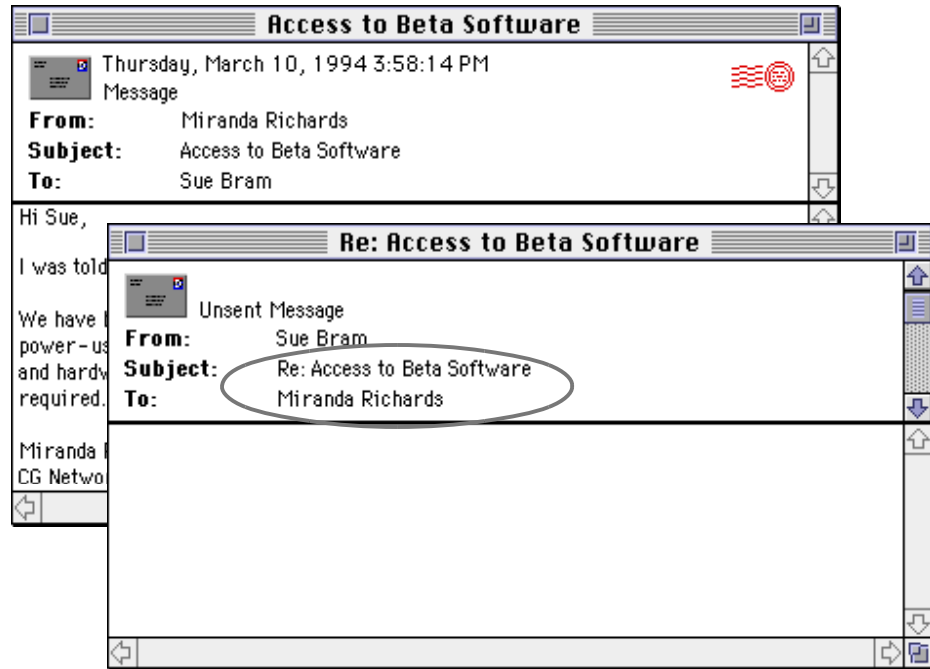 Access to Beta Software
Thursday, March 10, 1994 3:58:14 PM
Message
From: Miranda Richards
Subject: Access to Beta Software
To: Sue Bram
Hi Sue,
I was told
We have
power-us
and hardw
required.
Miranda
CG Netwo
Re: Access to Beta Software
Unsent Message
From: Sue Bram
Subject: Re: Access to Beta Software
To: Miranda Richards